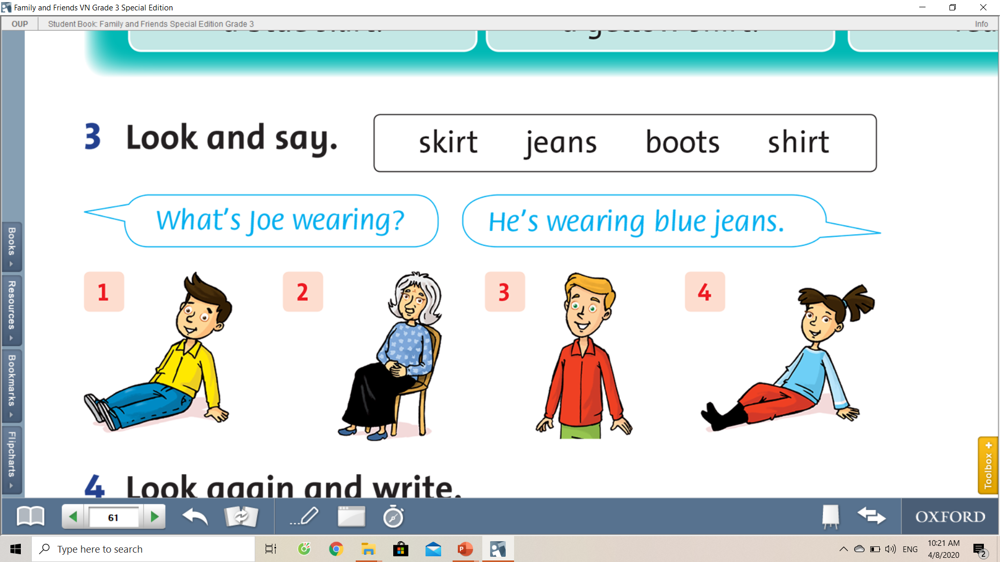 Family and Friends VN Grade 3 Special Edition
OUP Student Book: Family and Friends Special Edition Grade 3 Info
3 Look and say. skirt jeans boots shirt
What's Joe wearing? He's wearing blue jeans.
1 2 3 4
4 Look again and write.
Books
Resources
Bookmarks
Flipcharts
Toolbox
61
OXFORD
Type here to search
ENG
10:21 AM
4/8/2020
2